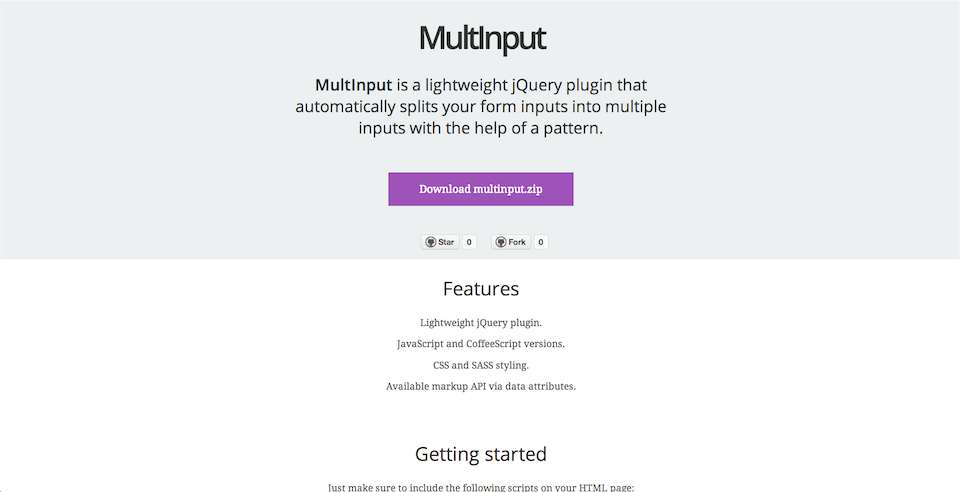 MultInput
MultInput is a lightweight jQuery plugin that
automatically splits your form inputs into multiple
inputs with the help of a pattern.
Download multinput.zip
Star 0 Fork 0
Features
Lightweight jQuery plugin.
JavaScript and CoffeeScript versions.
CSS and SASS styling.
Available markup API via data attributes.
Getting started
Just make sure to include the following scripts on your HTML page: